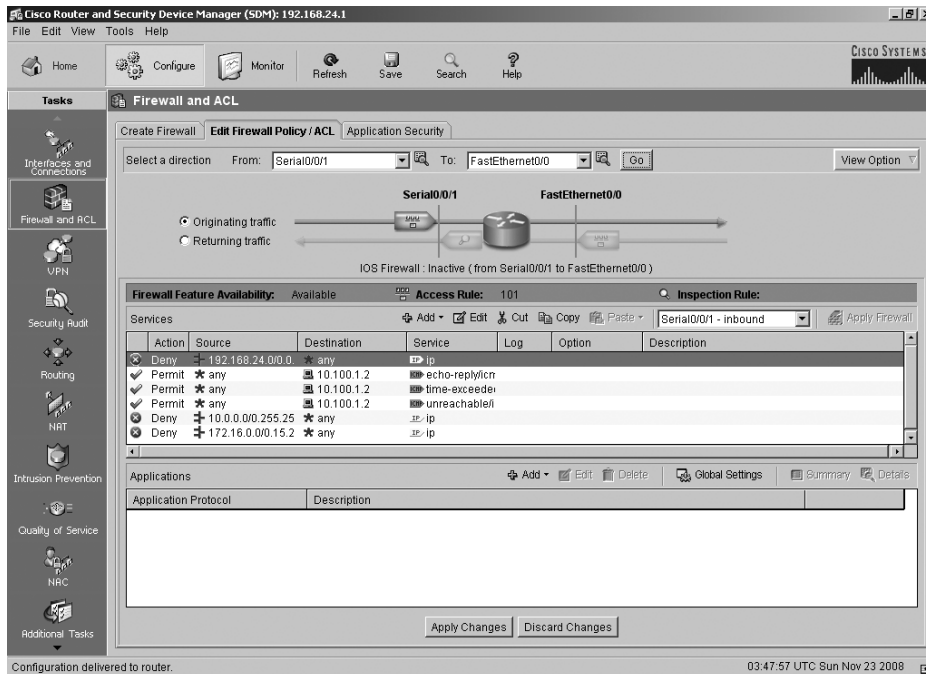 Cisco Router and Security Device Manager (SDM): 192.168.24.1
File Edit View Tools Help
Home Configure Monitor Refresh Save Search Help
CISCO SYSTEMS
Tasks
Firewall and ACL
Create Firewall Edit Firewall Policy / ACL Application Security
Select a direction From: Serial0/0/1 To: FastEthernet0/0 Go View Option
Interfaces and Connections
Serial0/0/1 FastEthernet0/0
Firewall and ACL
Originating traffic
Returning traffic
VPN
IOS Firewall : Inactive ( from Serial0/0/1 to FastEthernet0/0 )
Firewall Feature Availability: Available Access Rule: 101 Inspection Rule:
Security Audit
Services Add Edit Cut Copy Paste Serial0/0/1 - inbound Apply Firewall
Action Source Destination Service Log Option Description
Deny 192.168.24.0/0.0. any ip
Permit any 10.100.1.2 echo-reply/icm
Permit any 10.100.1.2 time-exceede
Permit any 10.100.1.2 unreachable/i
Deny 10.0.0.0/0.255.25 any ip
Deny 172.16.0.0/0.15.2 any ip
Routing
NAT
Intrusion Prevention
Applications Add Edit Delete Global Settings Summary Details
Application Protocol Description
Quality of Service
NAC
Additional Tasks
Apply Changes Discard Changes
Configuration delivered to router. 03:47:57 UTC Sun Nov 23 2008